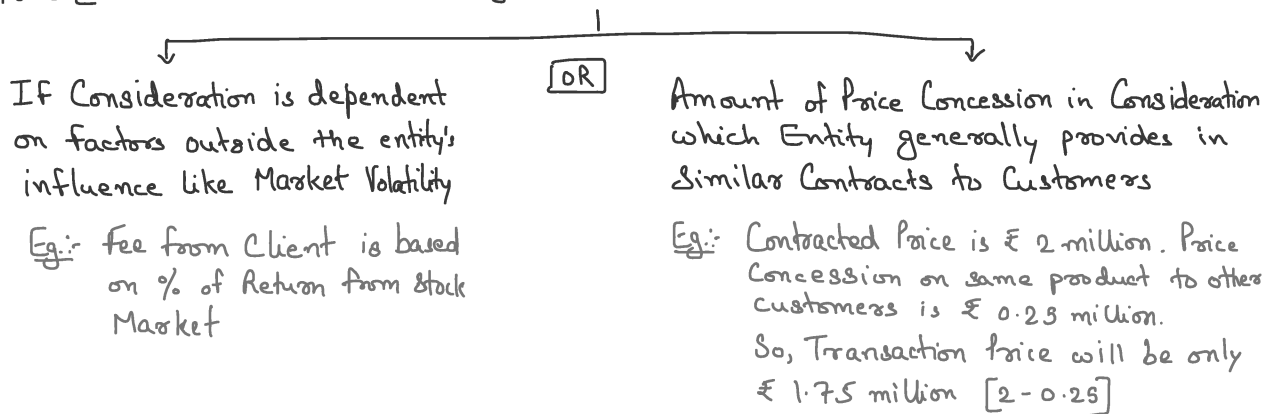 If Consideration is dependent
on factors outside the entity's
influence like Market Volatility
Eg:- Fee from Client is based
on % of Return from Stock
Market
OR
Amount of Price Concession in Consideration
which Entity generally provides in
Similar Contracts to Customers
Eg:- Contracted Price is ₹ 2 million. Price
Concession on same product to other
customers is ₹ 0.25 million.
So, Transaction Price will be only
₹ 1.75 million [2-0.25]